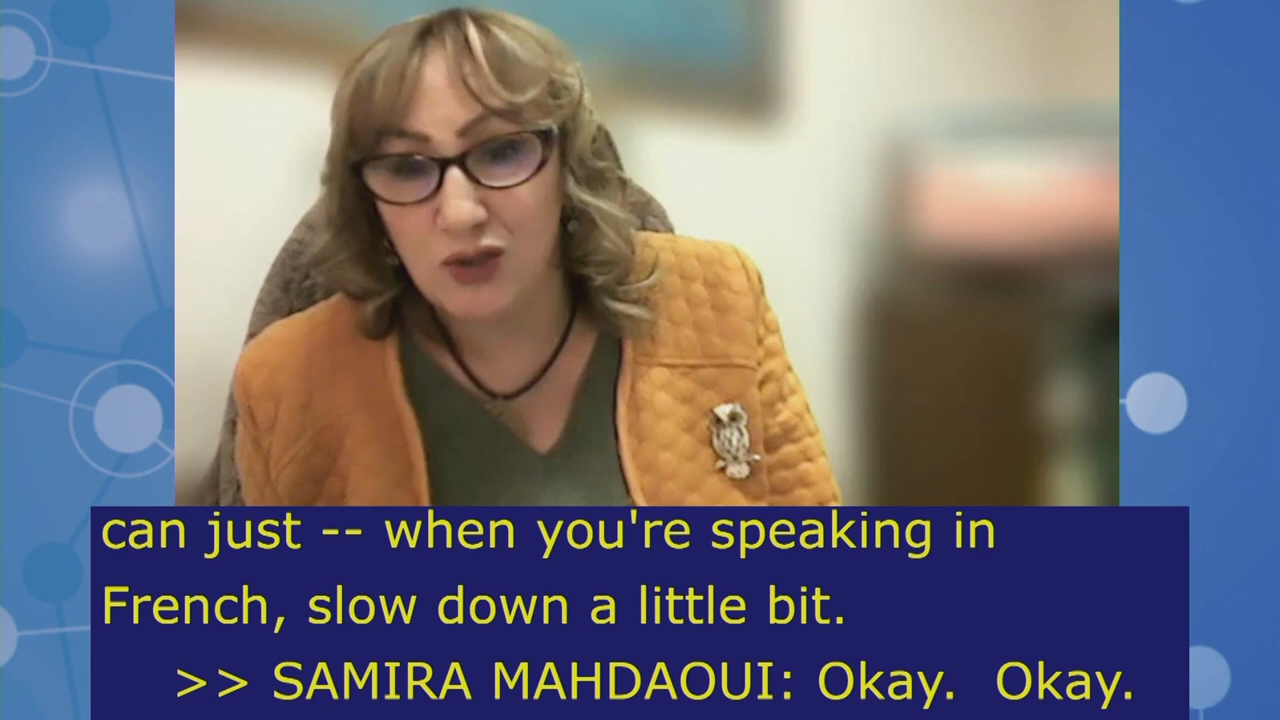 can just -- when you're speaking in
French, slow down a little bit.
>> SAMIRA MAHDAOUI: Okay.  Okay.